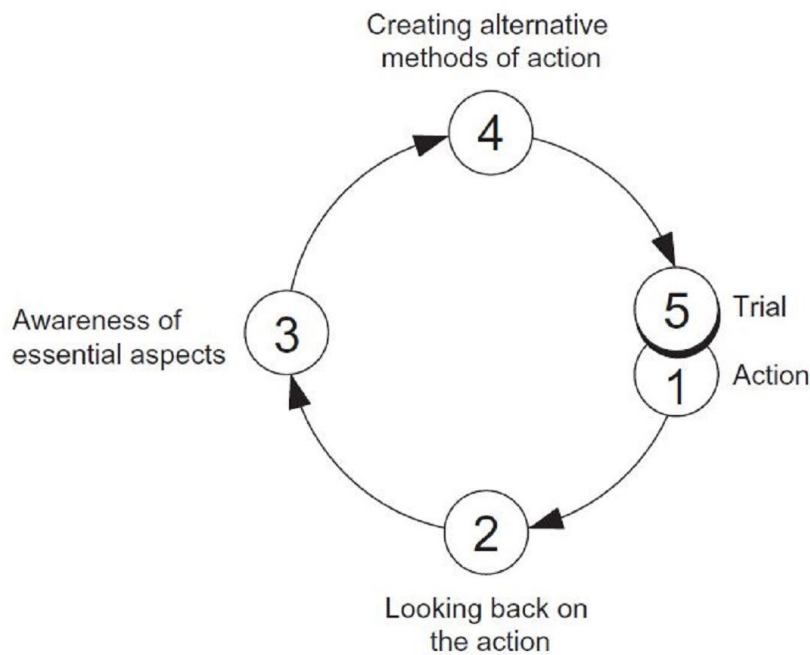 Creating alternative
methods of action
4
5
Trial
Awareness of
essential aspects
3
1
Action
2
Looking back on
the action